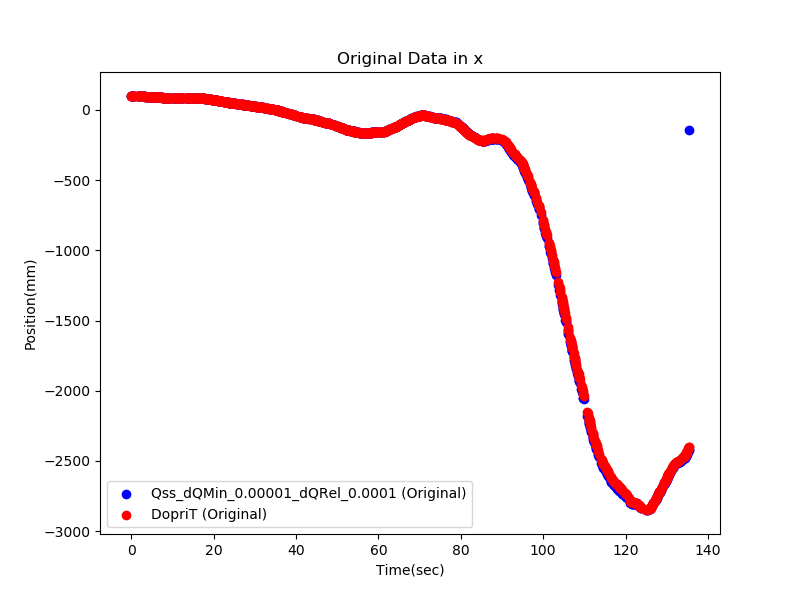 Original Data in x
Position(mm)
0
−500
−1000
−1500
−2000
−2500
−3000
Qss_dQMin_0.00001_dQRel_0.0001 (Original)
DopriT (Original)
0 20 40 60 80 100 120 140
Time(sec)